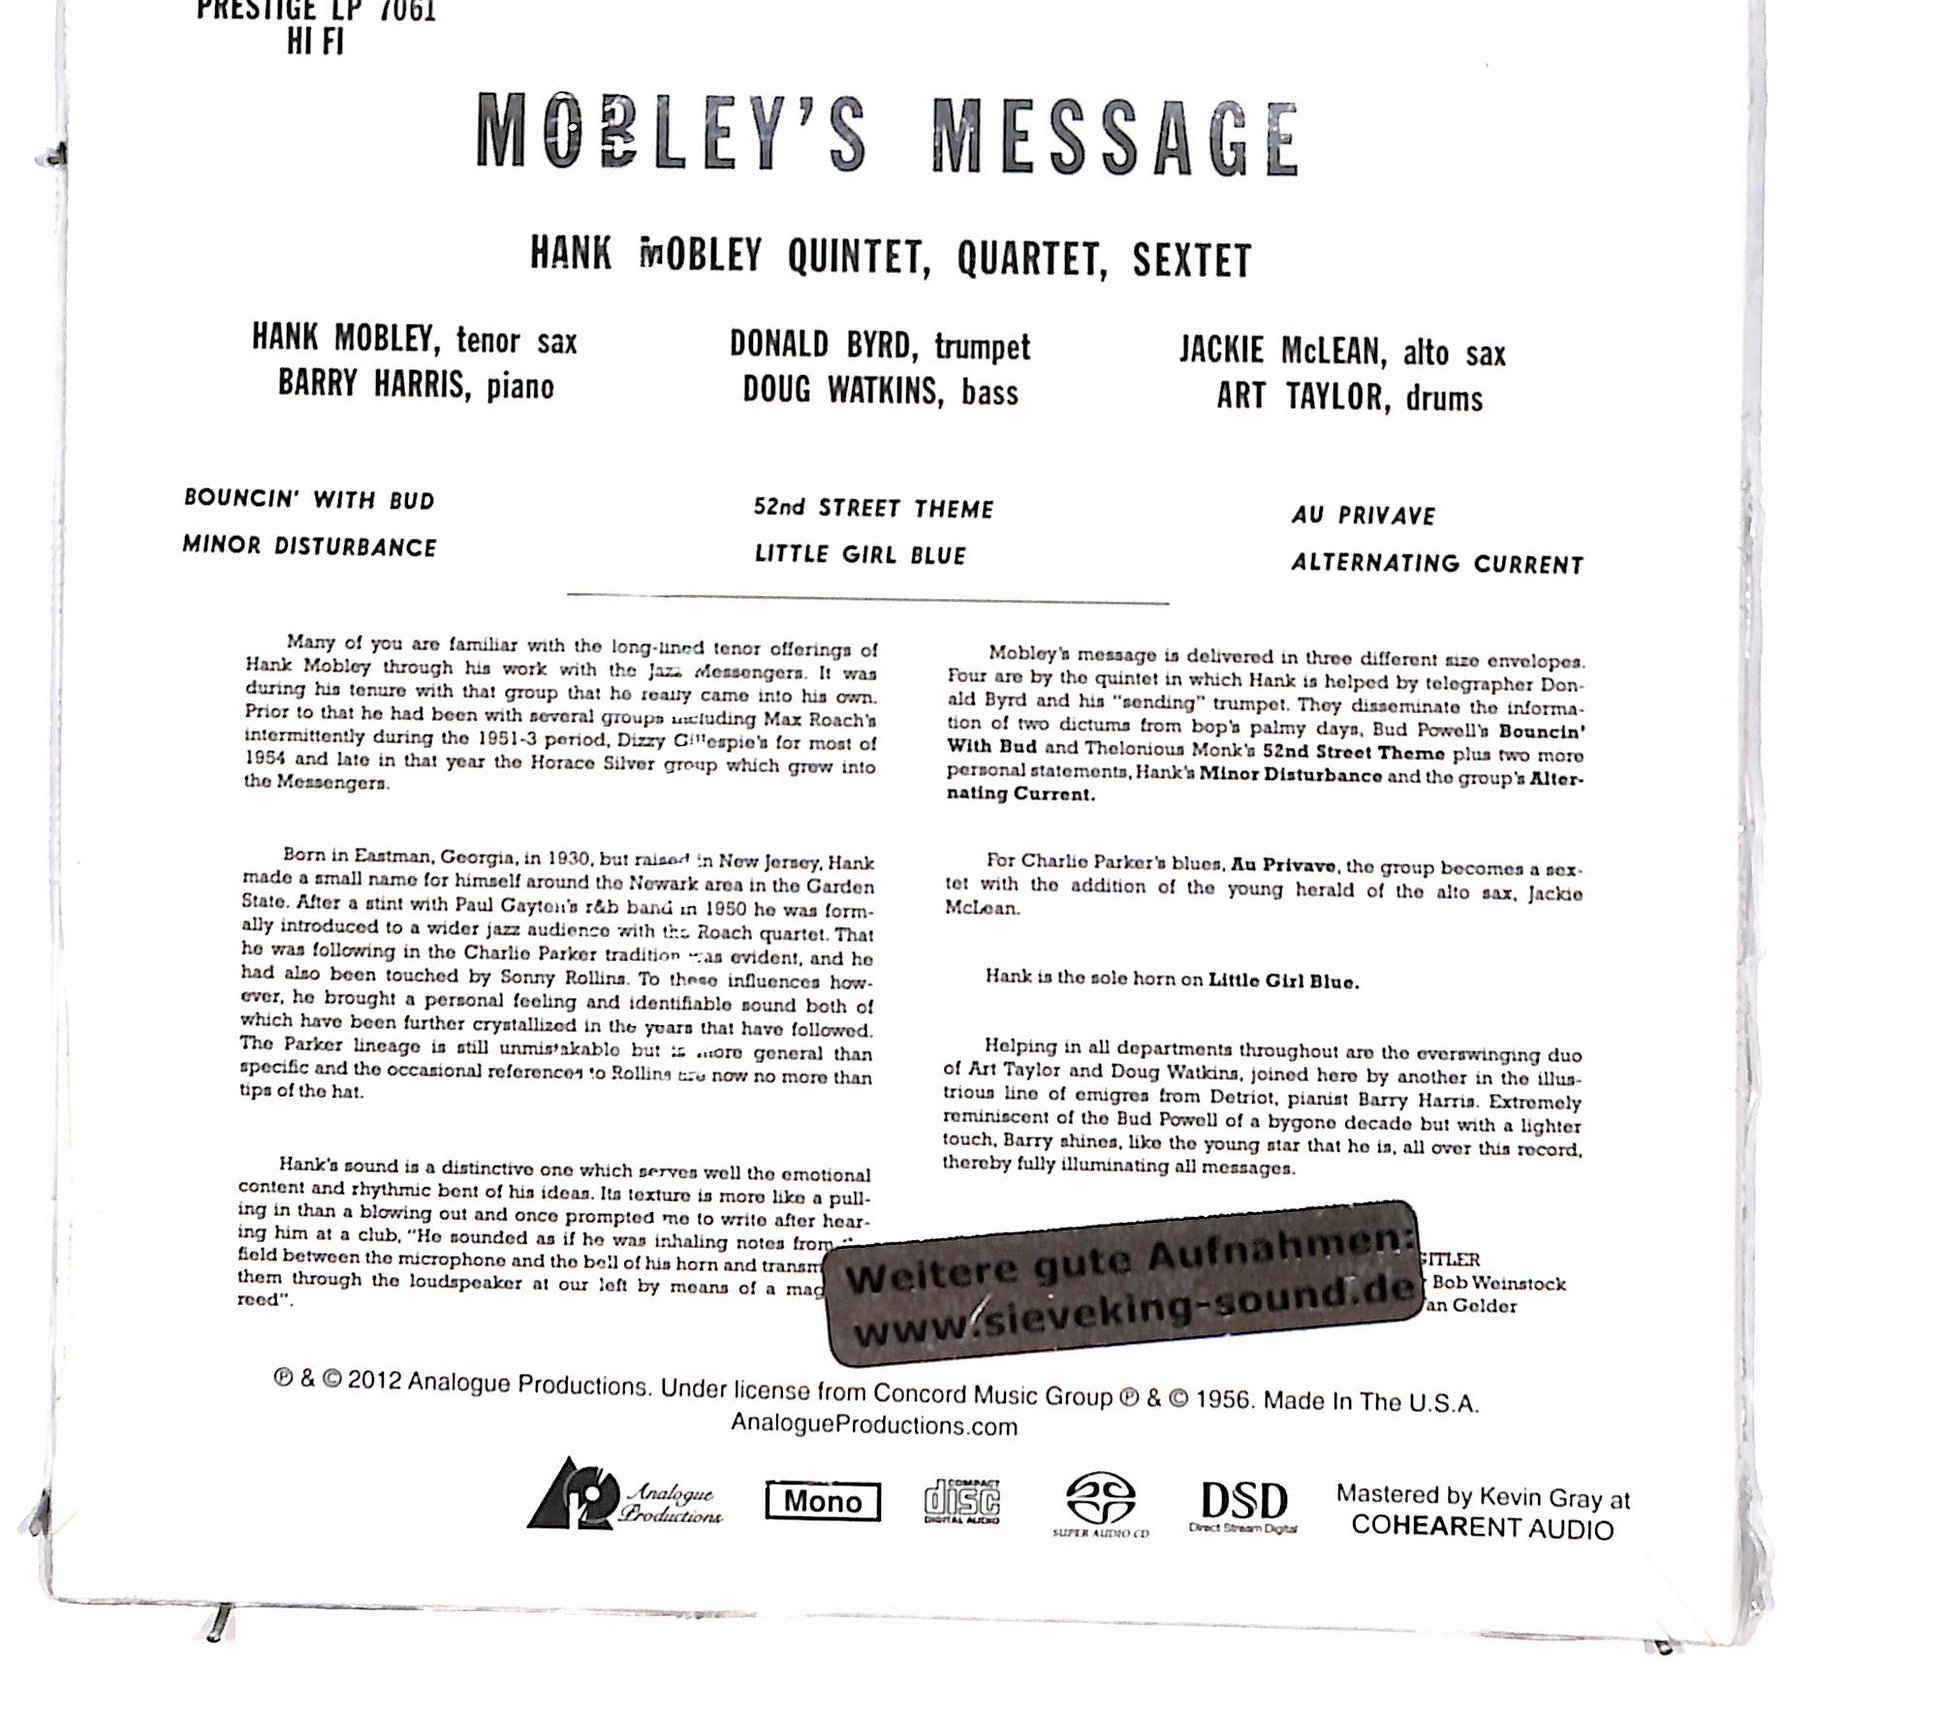 PRESTIGE LP 7061
HI FI
MOBLEY'S MESSAGE
HANK MOBLEY QUINTET, QUARTET, SEXTET
HANK MOBLEY, tenor sax
BARRY HARRIS, piano
DONALD BYRD, trumpet
DOUG WATKINS, bass
JACKIE McLEAN, alto sax
ART TAYLOR, drums
BOUNCIN' WITH BUD
MINOR DISTURBANCE
52nd STREET THEME
LITTLE GIRL BLUE
AU PRIVAVE
ALTERNATING CURRENT
Many of you are familiar with the long-lined tenor offerings of
Hank Mobley through his work with the Jazz Messengers. It was
during his tenure with that group that he really came into his own.
Prior to that he had been with several groups including Max Roach's
intermittently during the 1951-3 period, Dizzy Gillespie's for most of
1954 and late in that year the Horace Silver group which grew into
the Messengers.
Born in Eastman, Georgia, in 1930, but raised in New Jersey, Hank
made a small name for himself around the Newark area in the Garden
State. After a stint with Paul Gayten's r&b band in 1950 he was form-
ally introduced to a wider jazz audience with the Roach quartet. That
he was following in the Charlie Parker tradition was evident, and he
had also been touched by Sonny Rollins. To these influences how-
ever, he brought a personal feeling and identifiable sound both of
which have been further crystallized in the years that have followed.
The Parker lineage is still unmistakable but is more general than
specific and the occasional references to Rollins are now no more than
tips of the hat.
Hank's sound is a distinctive one which serves well the emotional
content and rhythmic bent of his ideas. Its texture is more like a pull-
ing in than a blowing out and once prompted me to write after hear-
ing him at a club, "He sounded as if he was inhaling notes from
field between the microphone and the bell of his horn and transm
them through the loudspeaker at our left by means of a mag
reed".
Mobley's message is delivered in three different size envelopes.
Four are by the quintet in which Hank is helped by telegrapher Don-
ald Byrd and his "sending" trumpet. They disseminate the informa-
tion of two dictums from bop's palmy days, Bud Powell's Bouncin'
With Bud and Thelonious Monk's 52nd Street Theme plus two more
personal statements, Hank's Minor Disturbance and the group's Alter-
nating Current.
For Charlie Parker's blues, Au Privave, the group becomes a sex-
tet with the addition of the young herald of the alto sax, Jackie
McLean.
Hank is the sole horn on Little Girl Blue.
Helping in all departments throughout are the everswinging duo
of Art Taylor and Doug Watkins, joined here by another in the illus-
trious line of emigres from Detriot, pianist Barry Harris. Extremely
reminiscent of the Bud Powell of a bygone decade but with a lighter
touch, Barry shines, like the young star that he is, all over this record,
thereby fully illuminating all messages.
GITLER
Bob Weinstock
an Gelder
Weitere gute Aufnahmen:
www.sieveking-sound.de
℗ & © 2012 Analogue Productions. Under license from Concord Music Group ℗ & © 1956. Made In The U.S.A.
AnalogueProductions.com
Analogue
Productions
Mono
COMPACT
disc
DIGITAL AUDIO
SUPER AUDIO CD
DSD
Direct Stream Digital
Mastered by Kevin Gray at
COHEARENT AUDIO